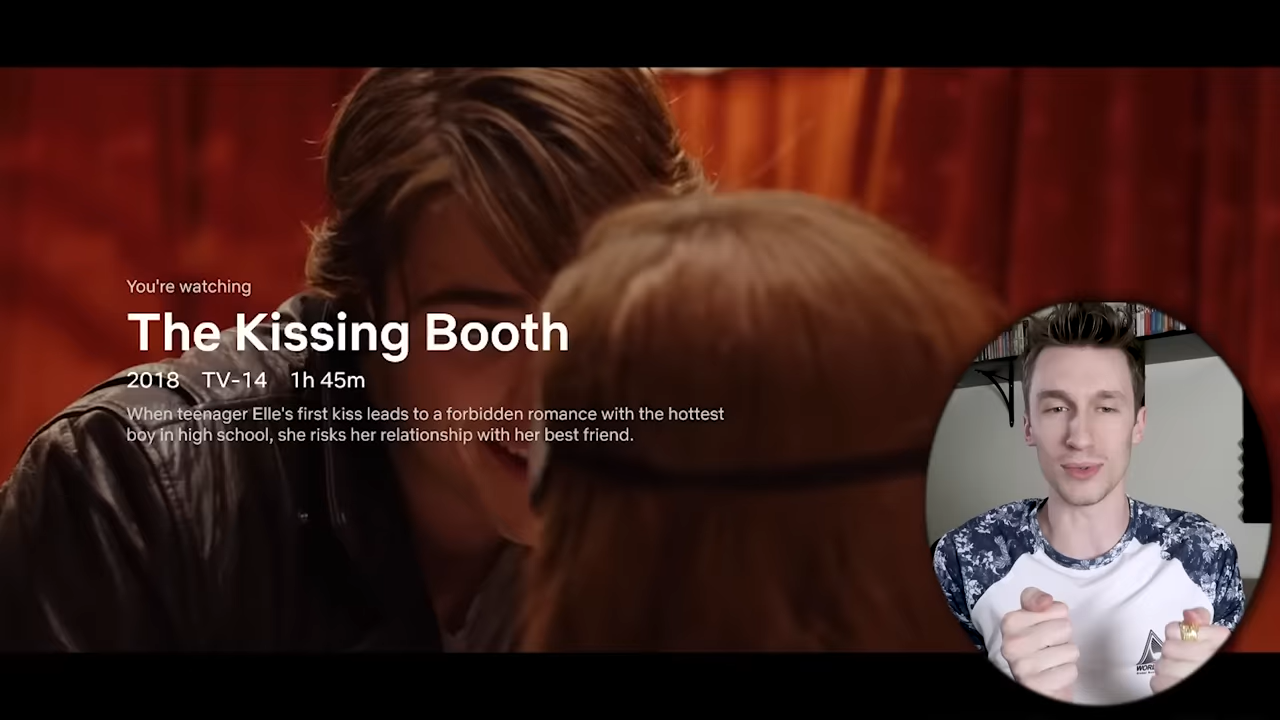 You're watching
The Kissing Booth
2018 TV-14 1h 45m
When teenager Elle's first kiss leads to a forbidden romance with the hottest
boy in high school, she risks her relationship with her best friend.